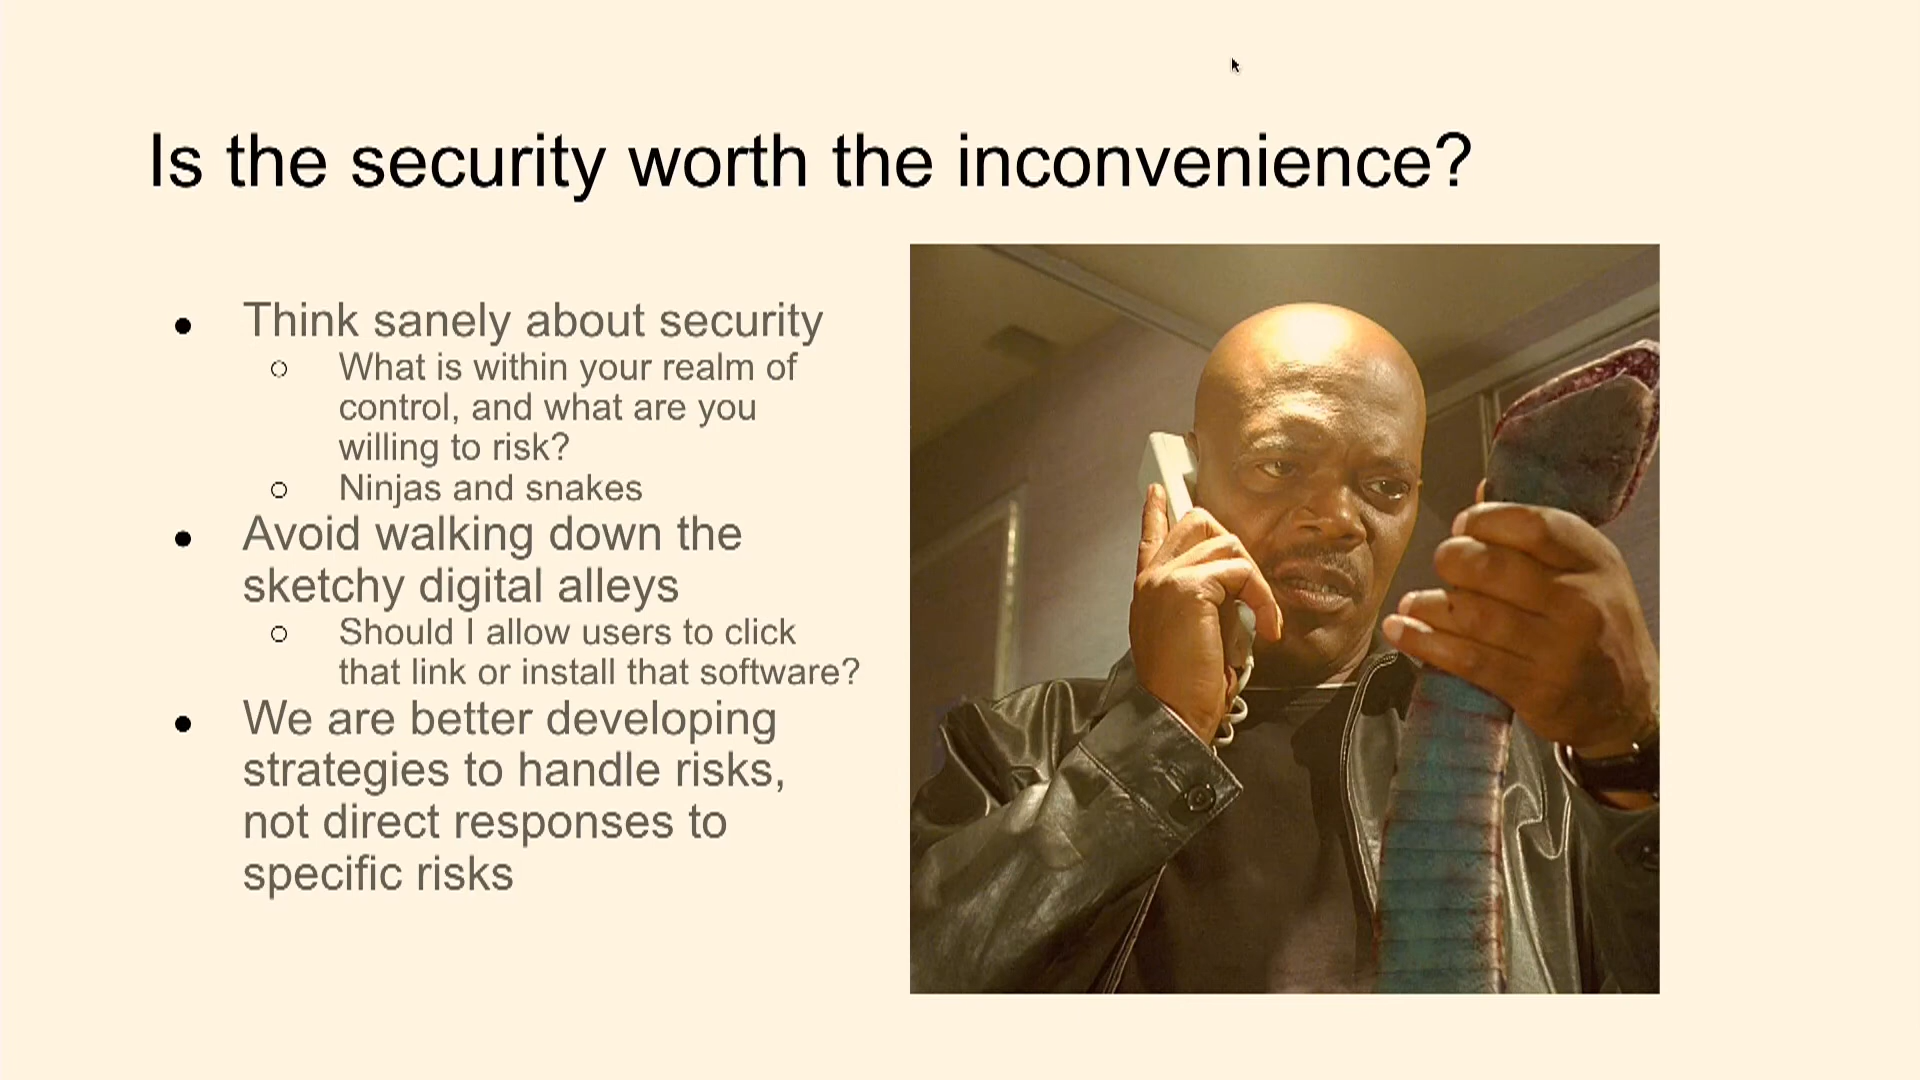 Is the security worth the inconvenience?
Think sanely about security
What is within your realm of
control, and what are you
willing to risk?
Ninjas and snakes
Avoid walking down the
sketchy digital alleys
Should I allow users to click
that link or install that software?
We are better developing
strategies to handle risks,
not direct responses to
specific risks